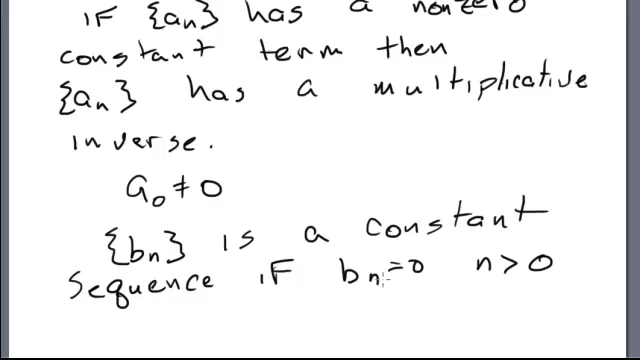 IF {an} has a nonzero
constant term then
{an} has a multiplicative
inverse.
a0 ≠ 0
{bn} is a constant
sequence if bn=0 n > 0